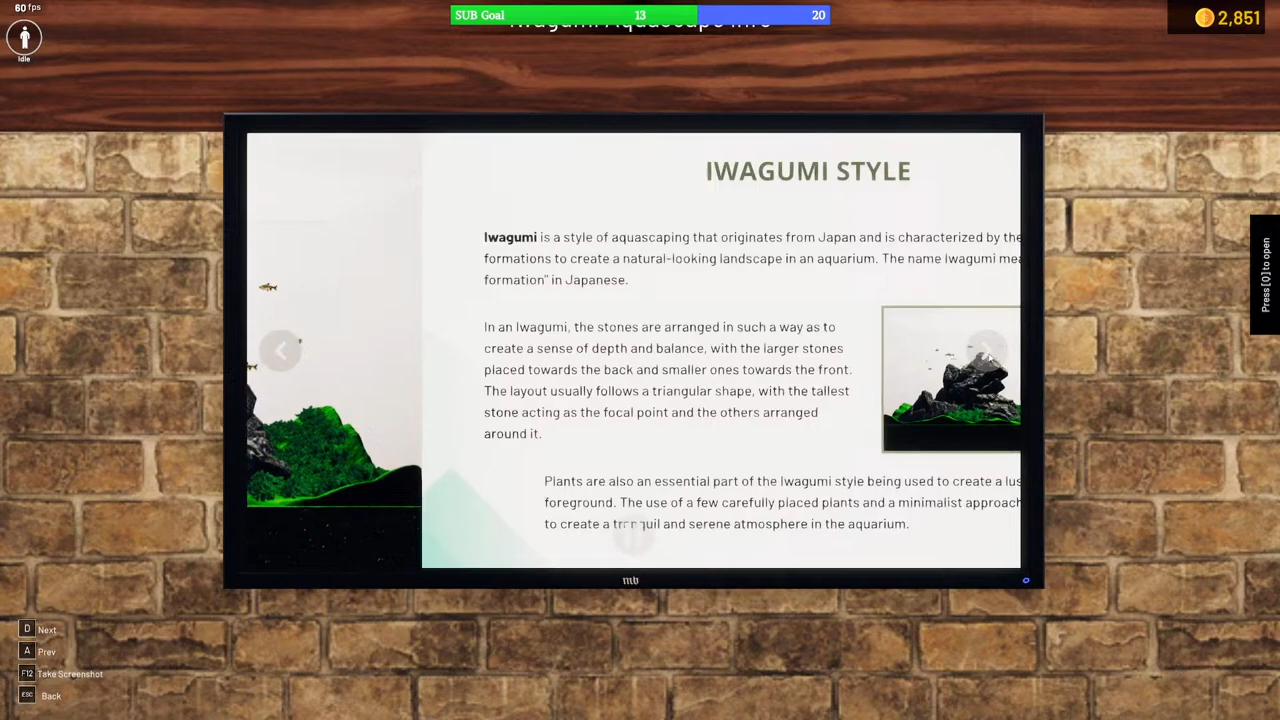 60 fps
SUB Goal 13 20
Iwagumi Aquascape Info
2,851
Idle
IWAGUMI STYLE
Iwagumi is a style of aquascaping that originates from Japan and is characterized by the
formations to create a natural-looking landscape in an aquarium. The name Iwagumi mea
formation" in Japanese.
In an Iwagumi, the stones are arranged in such a way as to
create a sense of depth and balance, with the larger stones
placed towards the back and smaller ones towards the front.
The layout usually follows a triangular shape, with the tallest
stone acting as the focal point and the others arranged
around it.
Plants are also an essential part of the Iwagumi style being used to create a lus
foreground. The use of a few carefully placed plants and a minimalist approach
to create a tranquil and serene atmosphere in the aquarium.
Press [Q] to open
mb
D Next
A Prev
F12 Take Screenshot
ESC Back